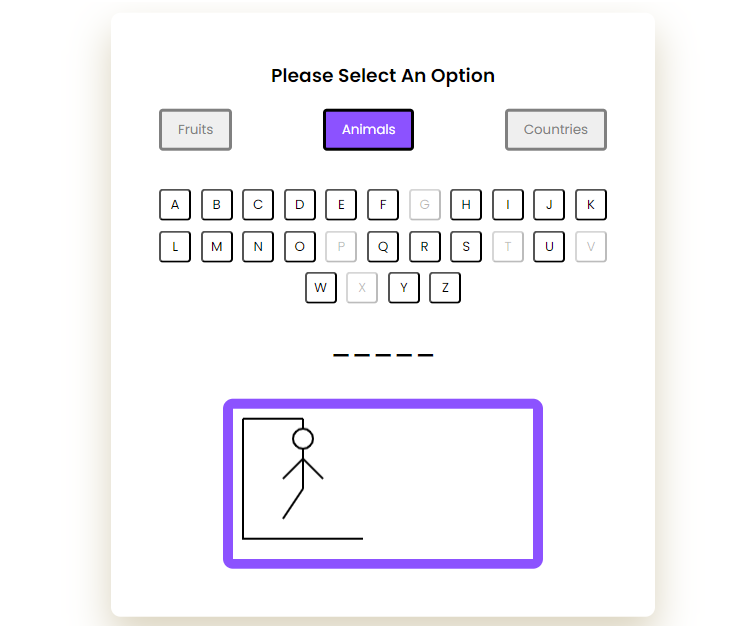 Please Select An Option
Fruits Animals Countries
A B C D E F G H I J K
L M N O P Q R S T U V
W X Y Z
_ _ _ _ _